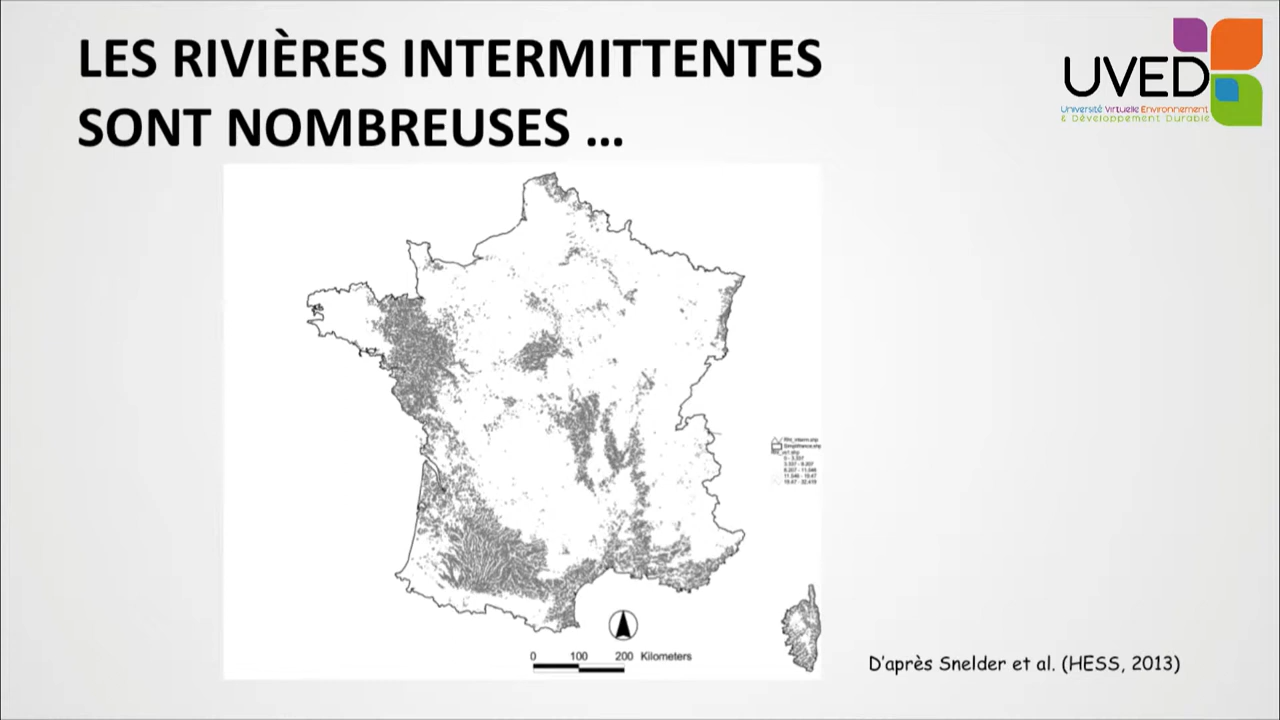 LES RIVIÈRES INTERMITTENTES
SONT NOMBREUSES ...
UVED
Université Virtuelle Environnement
& Développement Durable
0 100 200 Kilometers
D'après Snelder et al. (HESS, 2013)